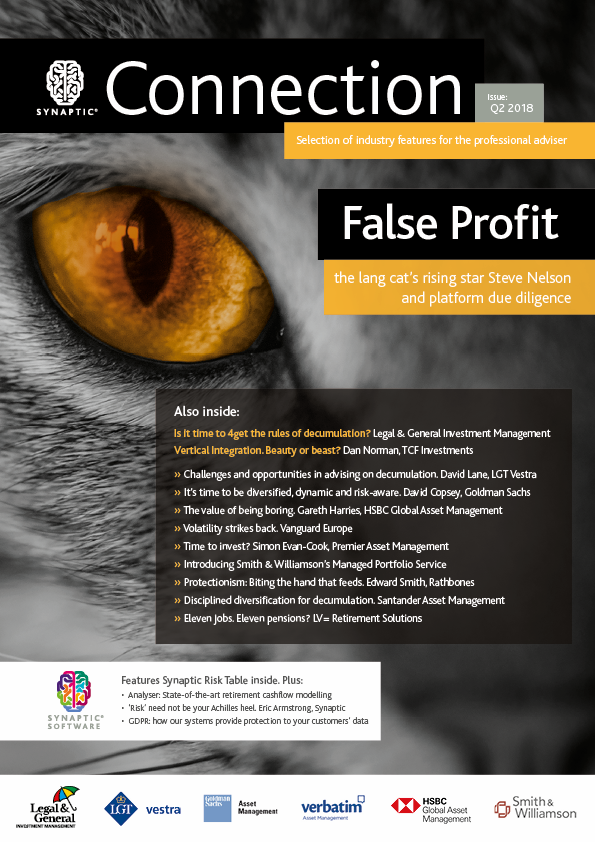 SYNAPTIC®
Connection
Issue:
Q2 2018
Selection of industry features for the professional adviser
False Profit
the lang cat's rising star Steve Nelson
and platform due diligence
Also inside:
Is it time to 4get the rules of decumulation? Legal & General Investment Management
Vertical Integration. Beauty or beast? Dan Norman, TCF Investments
» Challenges and opportunities in advising on decumulation. David Lane, LGT Vestra
» It's time to be diversified, dynamic and risk-aware. David Copsey, Goldman Sachs
» The value of being boring. Gareth Harries, HSBC Global Asset Management
» Volatility strikes back. Vanguard Europe
» Time to invest? Simon Evan-Cook, Premier Asset Management
» Introducing Smith & Williamson's Managed Portfolio Service
» Protectionism: Biting the hand that feeds. Edward Smith, Rathbones
» Disciplined diversification for decumulation. Santander Asset Management
» Eleven jobs. Eleven pensions? LV= Retirement Solutions
SYNAPTIC®
SOFTWARE
Features Synaptic Risk Table inside. Plus:
• Analyser: State-of-the-art retirement cashflow modelling
• 'Risk' need not be your Achilles heel. Eric Armstrong, Synaptic
• GDPR: how our systems provide protection to your customers' data
Legal &
General
INVESTMENT MANAGEMENT
LGT
vestra
Goldman
Sachs
Asset
Management
verbatim
Asset Management
HSBC
Global Asset
Management
Smith &
Williamson